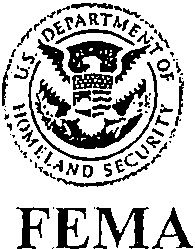 U.S. DEPARTMENT OF
HOMELAND SECURITY
FEMA